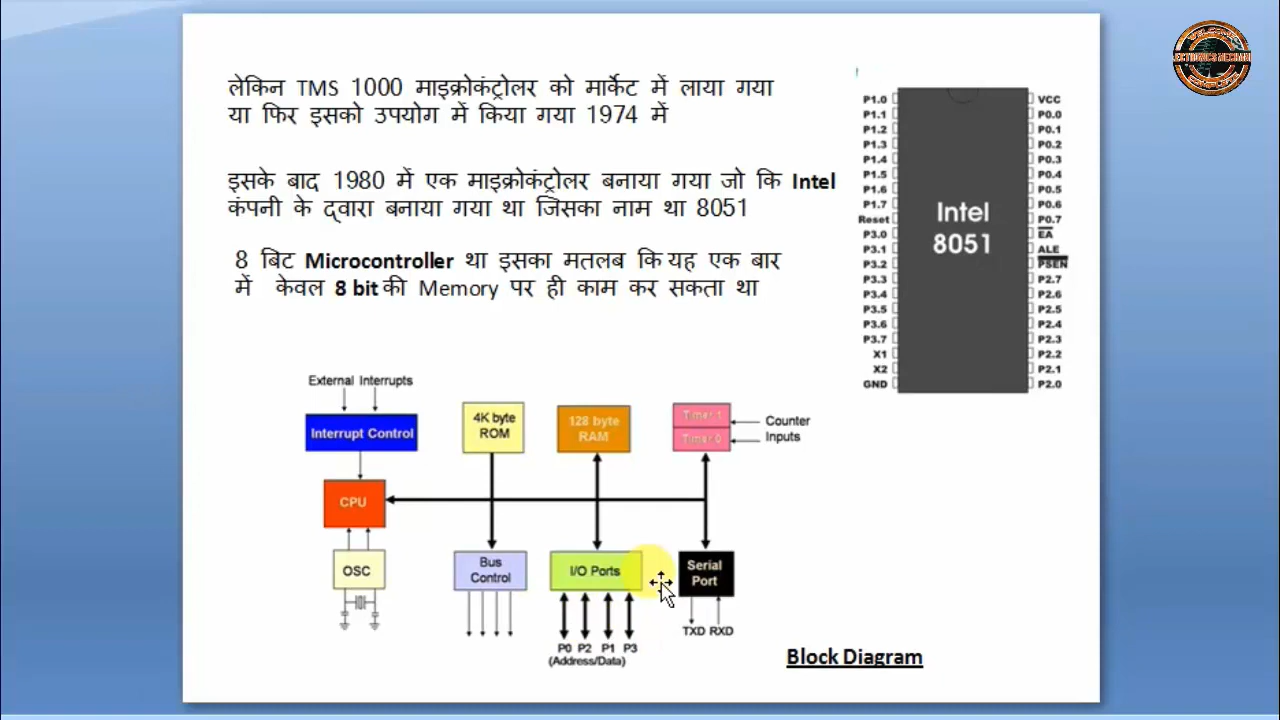 लेकिन TMS 1000 माइक्रोकंट्रोलर को मार्केट में लाया गया
या फिर इसको उपयोग में किया गया 1974 में
इसके बाद 1980 में एक माइक्रोकंट्रोलर बनाया गया जो कि Intel
कंपनी के द्वारा बनाया गया था जिसका नाम था 8051
8 बिट Microcontroller था इसका मतलब कि यह एक बार
में केवल 8 bit की Memory पर ही काम कर सकता था
P1.0 VCC
P1.1 P0.0
P1.2 P0.1
P1.3 P0.2
P1.4 P0.3
P1.5 P0.4
P1.6 P0.5
P1.7 P0.6
Reset P0.7
P3.0 EA
P3.1 ALE
P3.2 PSEN
P3.3 P2.7
P3.4 P2.6
P3.5 P2.5
P3.6 P2.4
P3.7 P2.3
X1 P2.2
X2 P2.1
GND P2.0
Intel
8051
External Interrupts
Interrupt Control
4K byte
ROM
128 byte
RAM
Timer 1
Timer 0
Counter
Inputs
CPU
OSC
Bus
Control
I/O Ports
Serial
Port
TXD RXD
P0 P2 P1 P3
(Address/Data)
Block Diagram